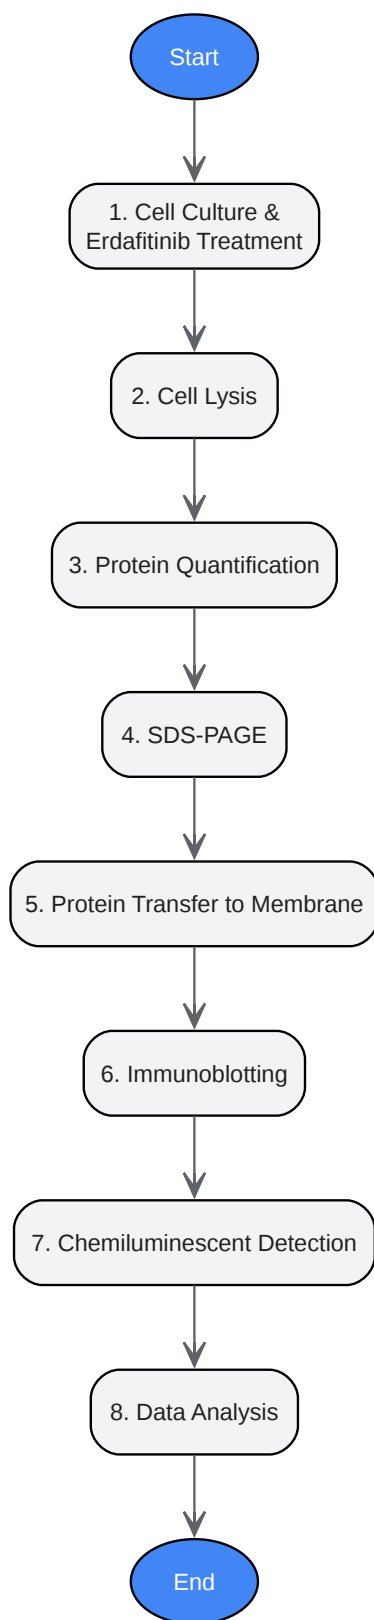 Start
1. Cell Culture &
Erdafitinib Treatment
2. Cell Lysis
3. Protein Quantification
4. SDS-PAGE
5. Protein Transfer to Membrane
6. Immunoblotting
7. Chemiluminescent Detection
8. Data Analysis
End